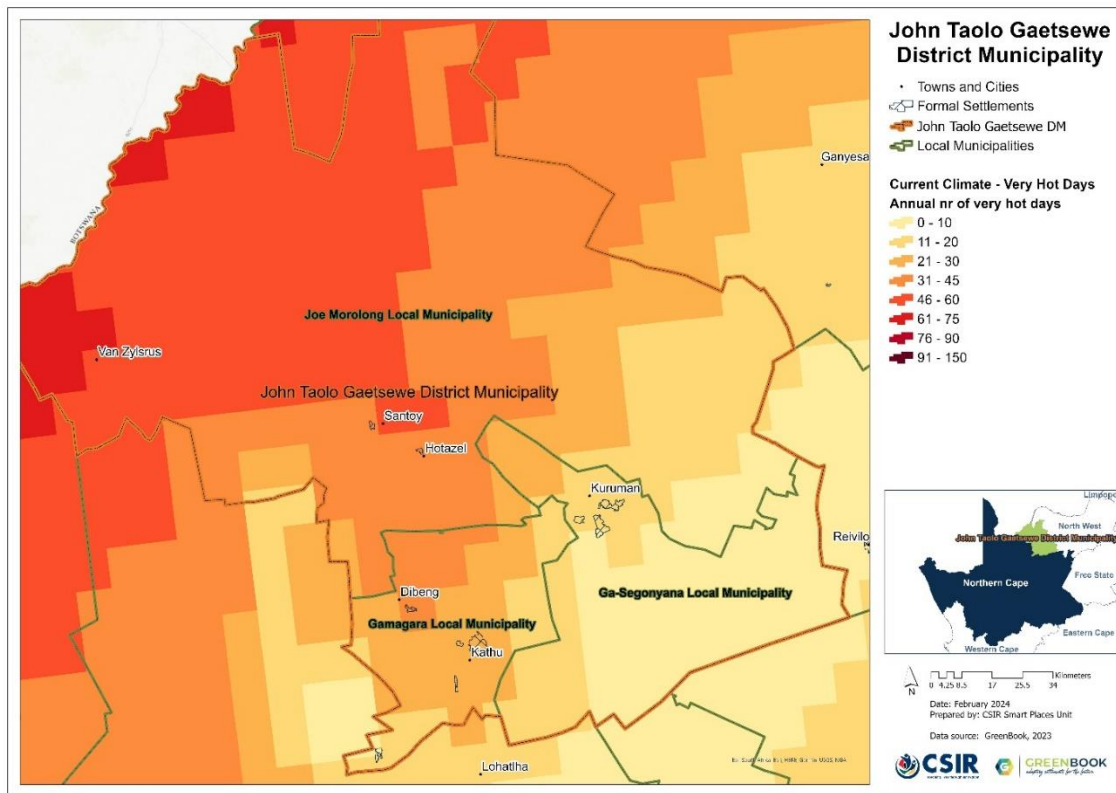 John Taolo Gaetsewe
District Municipality
Towns and Cities
Formal Settlements
John Taolo Gaetsewe DM
Local Municipalities
Current Climate - Very Hot Days
Annual nr of very hot days
0 - 10
11 - 20
21 - 30
31 - 45
46 - 60
61 - 75
76 - 90
91 - 150
BOTSWANA
Ganyesa
Joe Morolong Local Municipality
Van Zylsrus
John Taolo Gaetsewe District Municipality
Santoy
Hotazel
Kuruman
Reivilo
Dibeng
Ga-Segonyana Local Municipality
Gamagara Local Municipality
Kathu
Lohatlha
Limpopo
North West
John Taolo Gaetsewe District Municipality
Northern Cape
Free State
Eastern Cape
Western Cape
N
Kilometers
0 4.25 8.5 17 25.5 34
Date: February 2024
Prepared by: CSIR Smart Places Unit
Data source: GreenBook, 2023
CSIR
GREENBOOK